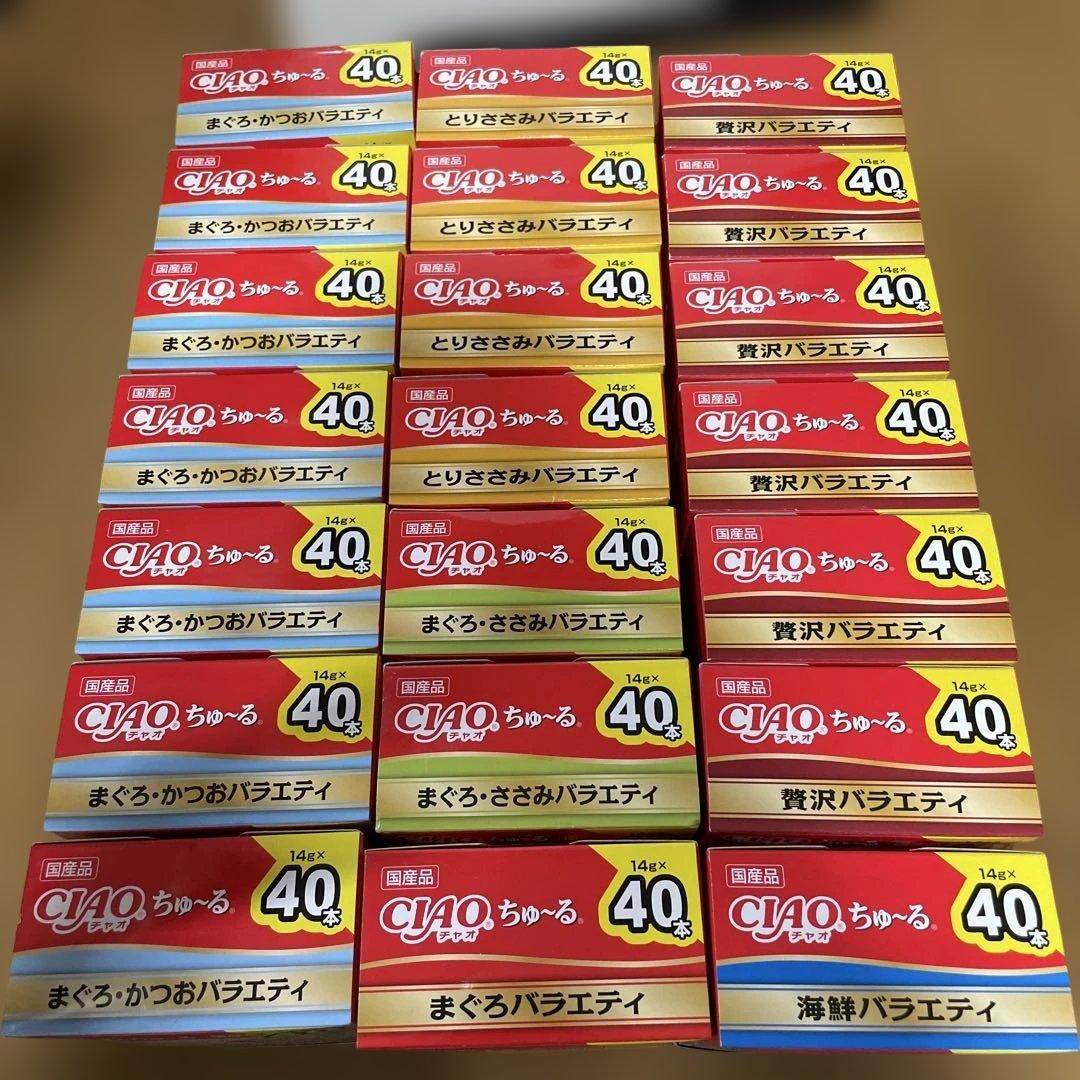 国産品
CIAO ちゅ~る®
チャオ
14g×
40本
まぐろ・かつおバラエティ
国産品
CIAO ちゅ~る®
チャオ
14g×
40本
とりささみバラエティ
国産品
CIAO ちゅ~る®
チャオ
14g×
40本
贅沢バラエティ
国産品
CIAO ちゅ~る®
チャオ
14g×
40本
まぐろ・かつおバラエティ
国産品
CIAO ちゅ~る®
チャオ
14g×
40本
とりささみバラエティ
国産品
CIAO ちゅ~る®
チャオ
14g×
40本
贅沢バラエティ
国産品
CIAO ちゅ~る®
チャオ
14g×
40本
まぐろ・かつおバラエティ
国産品
CIAO ちゅ~る®
チャオ
14g×
40本
とりささみバラエティ
国産品
CIAO ちゅ~る®
チャオ
14g×
40本
贅沢バラエティ
国産品
CIAO ちゅ~る®
チャオ
14g×
40本
まぐろ・かつおバラエティ
国産品
CIAO ちゅ~る®
チャオ
14g×
40本
とりささみバラエティ
国産品
CIAO ちゅ~る®
チャオ
14g×
40本
贅沢バラエティ
国産品
CIAO ちゅ~る®
チャオ
14g×
40本
まぐろ・かつおバラエティ
国産品
CIAO ちゅ~る®
チャオ
14g×
40本
まぐろ・ささみバラエティ
国産品
CIAO ちゅ~る®
チャオ
14g×
40本
贅沢バラエティ
国産品
CIAO ちゅ~る®
チャオ
14g×
40本
まぐろ・かつおバラエティ
国産品
CIAO ちゅ~る®
チャオ
14g×
40本
まぐろ・ささみバラエティ
国産品
CIAO ちゅ~る®
チャオ
14g×
40本
贅沢バラエティ
国産品
CIAO ちゅ~る®
チャオ
14g×
40本
まぐろ・かつおバラエティ
国産品
CIAO ちゅ~る®
チャオ
14g×
40本
まぐろバラエティ
国産品
CIAO ちゅ~る®
チャオ
14g×
40本
海鮮バラエティ